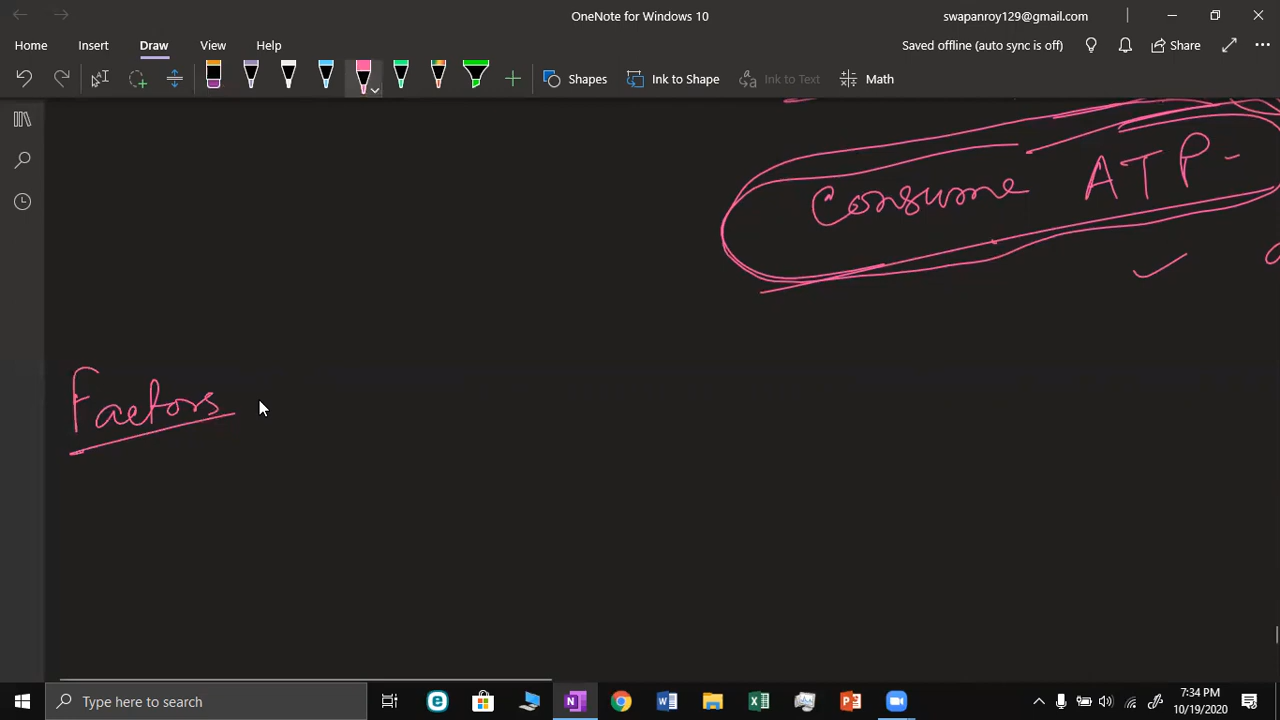 OneNote for Windows 10
swapanroy129@gmail.com
Home Insert Draw View Help
Saved offline (auto sync is off)
Share
Shapes
Ink to Shape
Ink to Text
Math
Consume ATP-
Factors
Type here to search
7:34 PM
10/19/2020